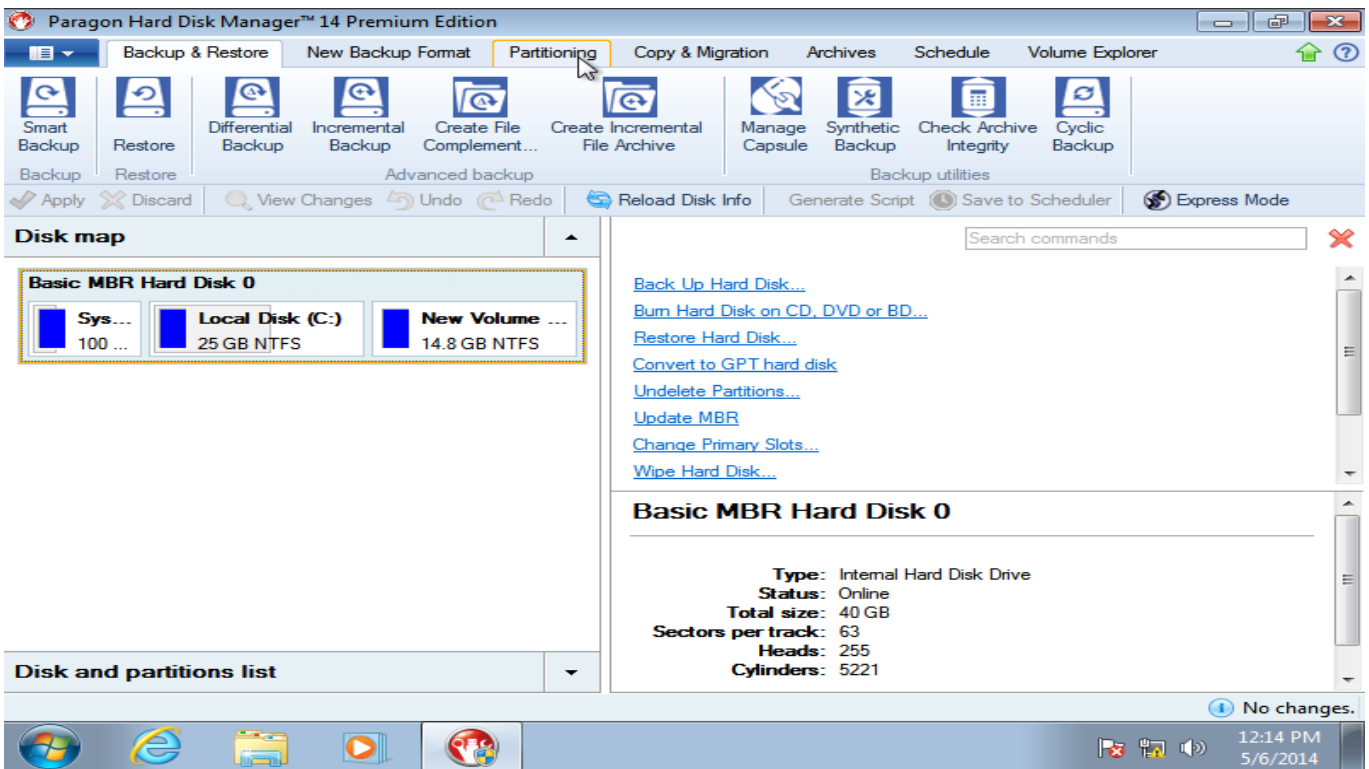 Paragon Hard Disk Manager™ 14 Premium Edition
Backup & Restore New Backup Format Partitioning Copy & Migration Archives Schedule Volume Explorer
Smart Backup
Restore
Differential Backup
Incremental Backup
Create File Complement...
Create Incremental File Archive
Manage Capsule
Synthetic Backup
Check Archive Integrity
Cyclic Backup
Backup Restore Advanced backup Backup utilities
Apply Discard View Changes Undo Redo Reload Disk Info Generate Script Save to Scheduler Express Mode
Disk map
Basic MBR Hard Disk 0
Sys...
100 ...
Local Disk (C:)
25 GB NTFS
New Volume ...
14.8 GB NTFS
Disk and partitions list
Search commands
Back Up Hard Disk...
Burn Hard Disk on CD, DVD or BD...
Restore Hard Disk...
Convert to GPT hard disk
Undelete Partitions...
Update MBR
Change Primary Slots...
Wipe Hard Disk...
Basic MBR Hard Disk 0
Type: Internal Hard Disk Drive
Status: Online
Total size: 40 GB
Sectors per track: 63
Heads: 255
Cylinders: 5221
No changes.
12:14 PM
5/6/2014